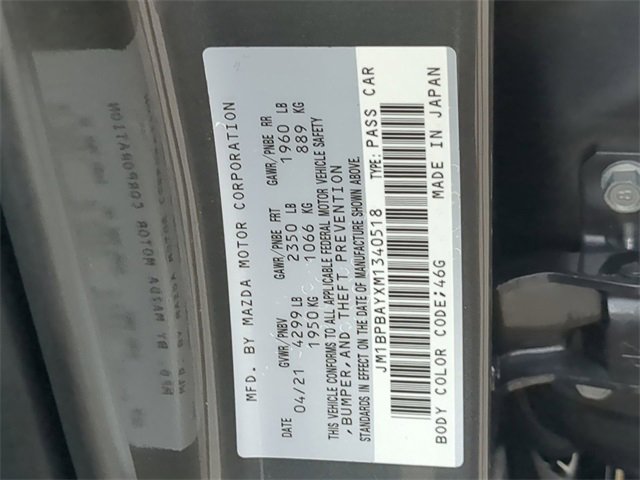 MFD. BY MAZDA MOTOR CORPORATION
DATE GVWR/PNBV GAWR/PNBE FRT GAWR/PNBE RR
04/21 4299 LB 2350 LB 1960 LB
1950 KG 1066 KG 889 KG
THIS VEHICLE CONFORMS TO ALL APPLICABLE FEDERAL MOTOR VEHICLE SAFETY
,BUMPER,AND THEFT PREVENTION
STANDARDS IN EFFECT ON THE DATE OF MANUFACTURE SHOWN ABOVE.
JM1BPBAYXM1340518 TYPE: PASS CAR
BODY COLOR CODE:46G MADE IN JAPAN